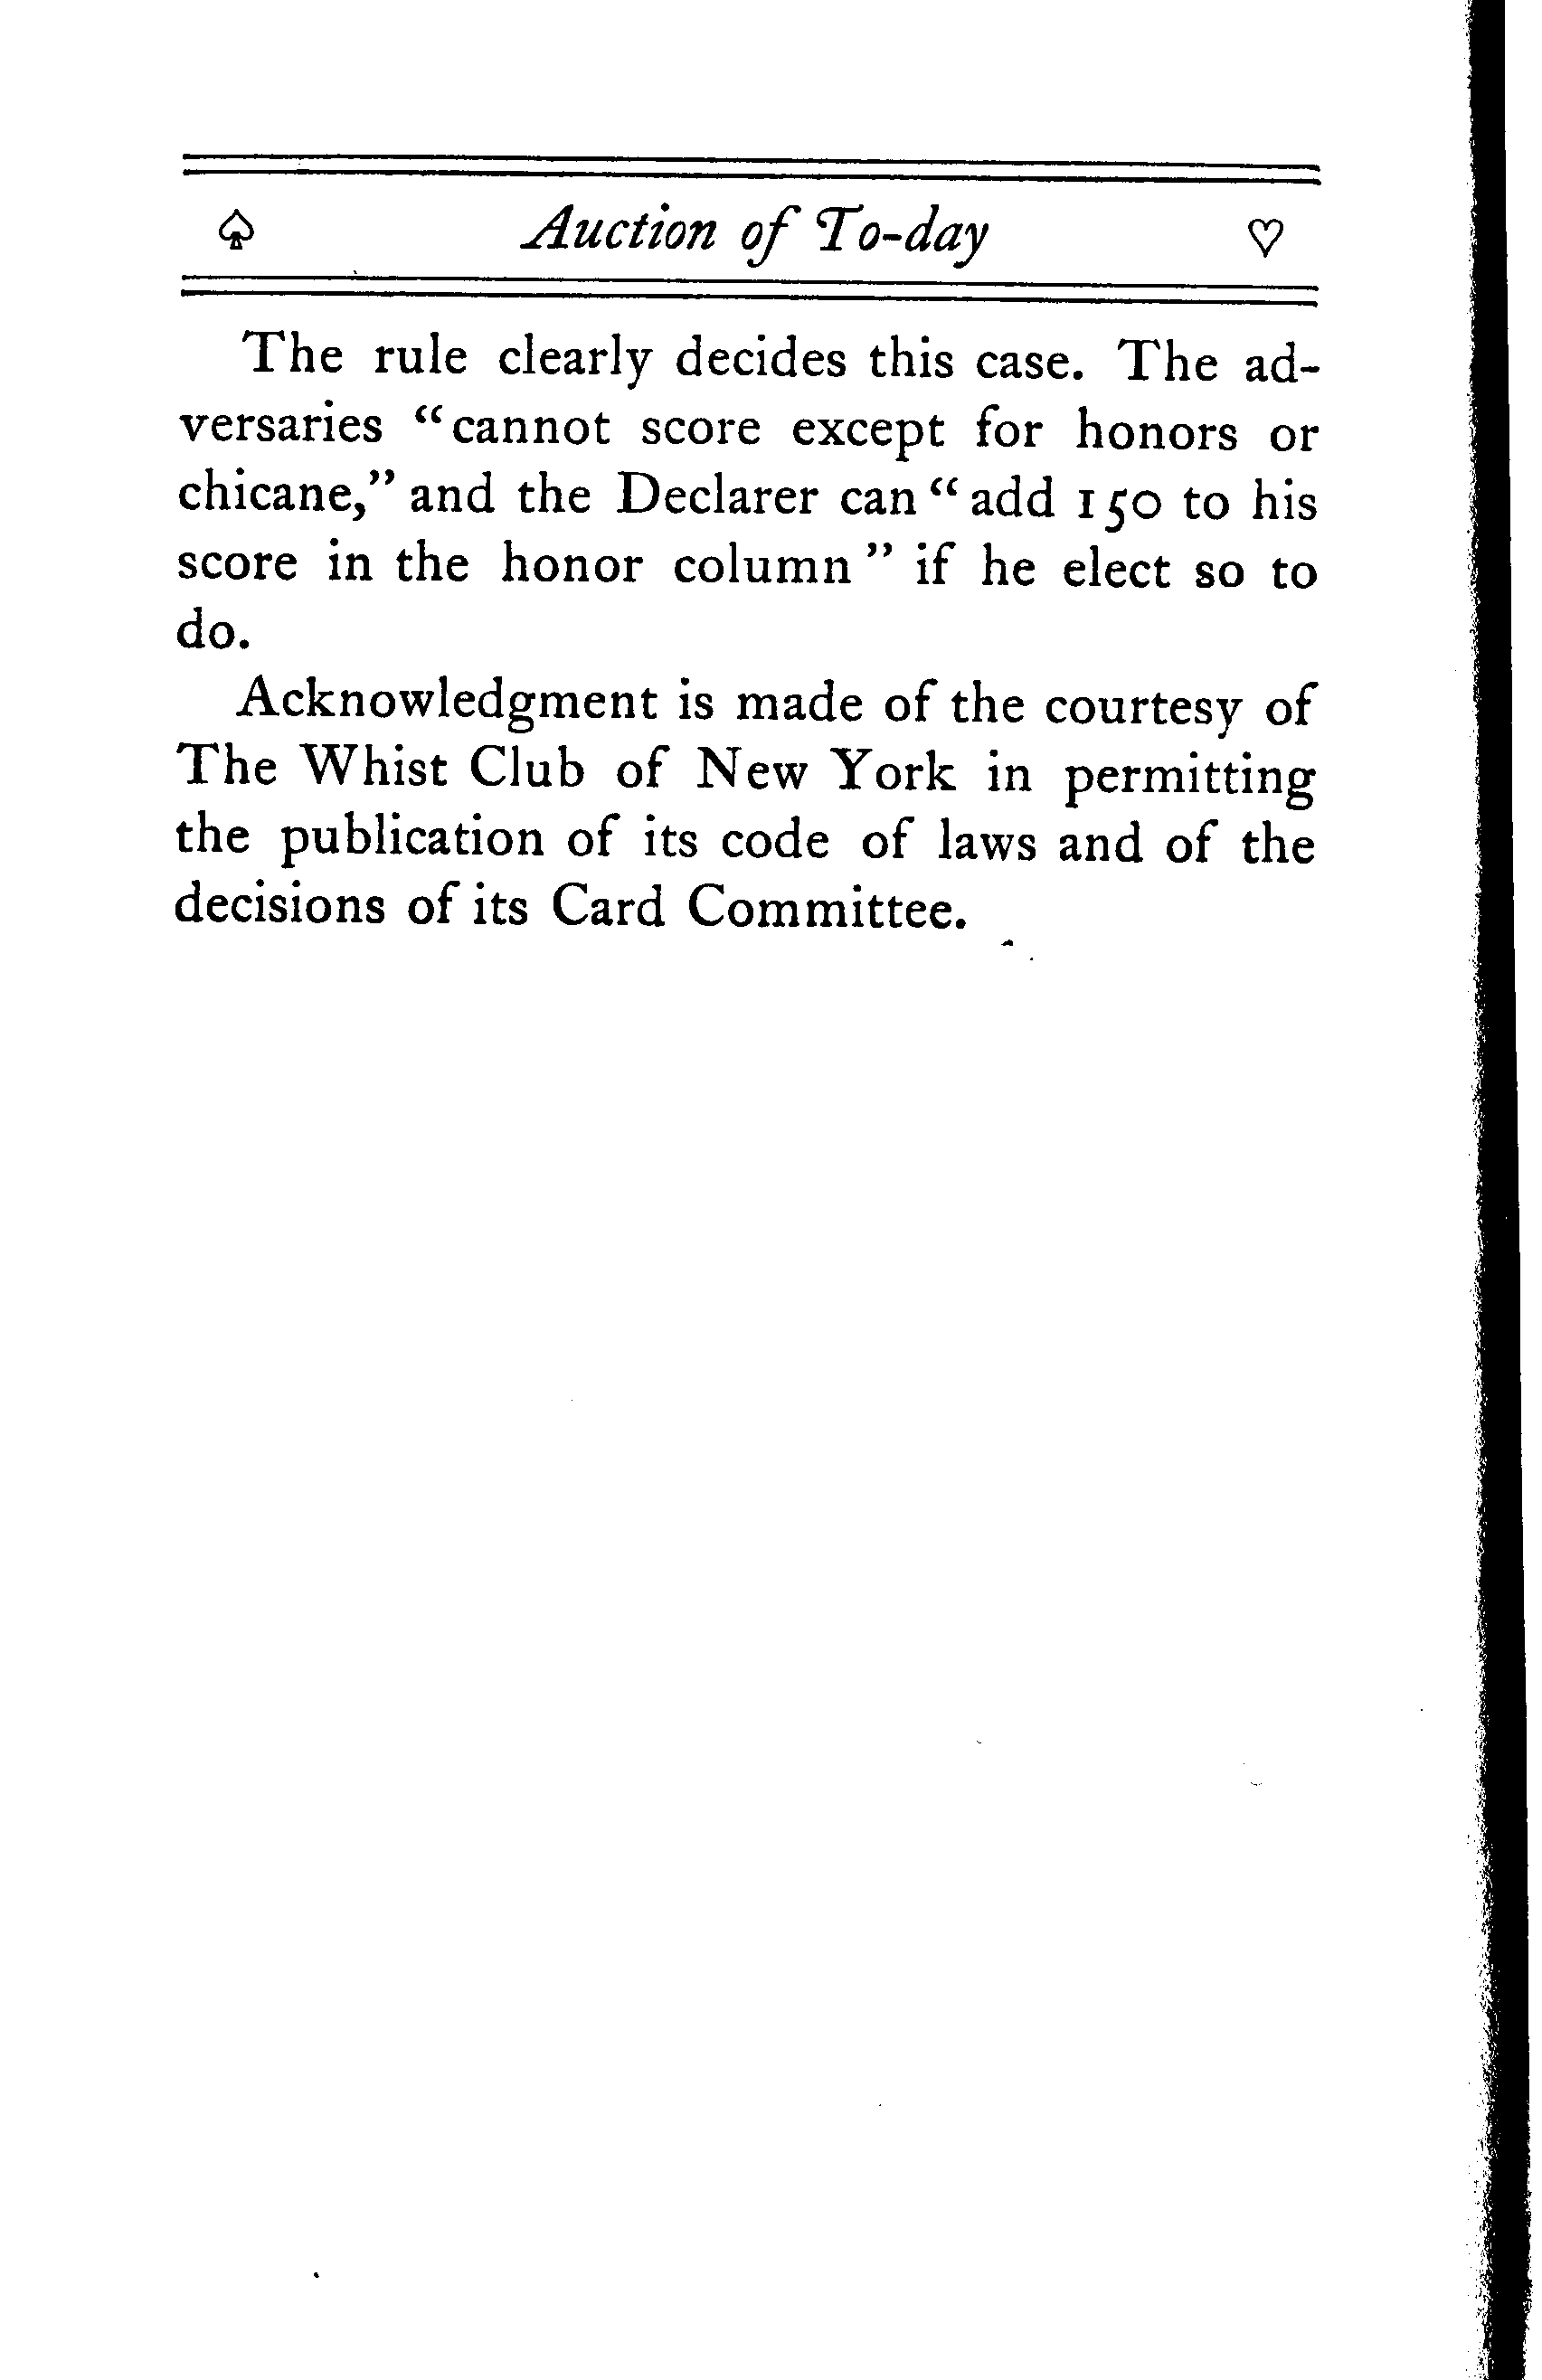 ♤ Auction of To-day ♡
The rule clearly decides this case. The ad-
versaries “cannot score except for honors or
chicane,” and the Declarer can “add 150 to his
score in the honor column” if he elect so to
do.
Acknowledgment is made of the courtesy of
The Whist Club of New York in permitting
the publication of its code of laws and of the
decisions of its Card Committee.